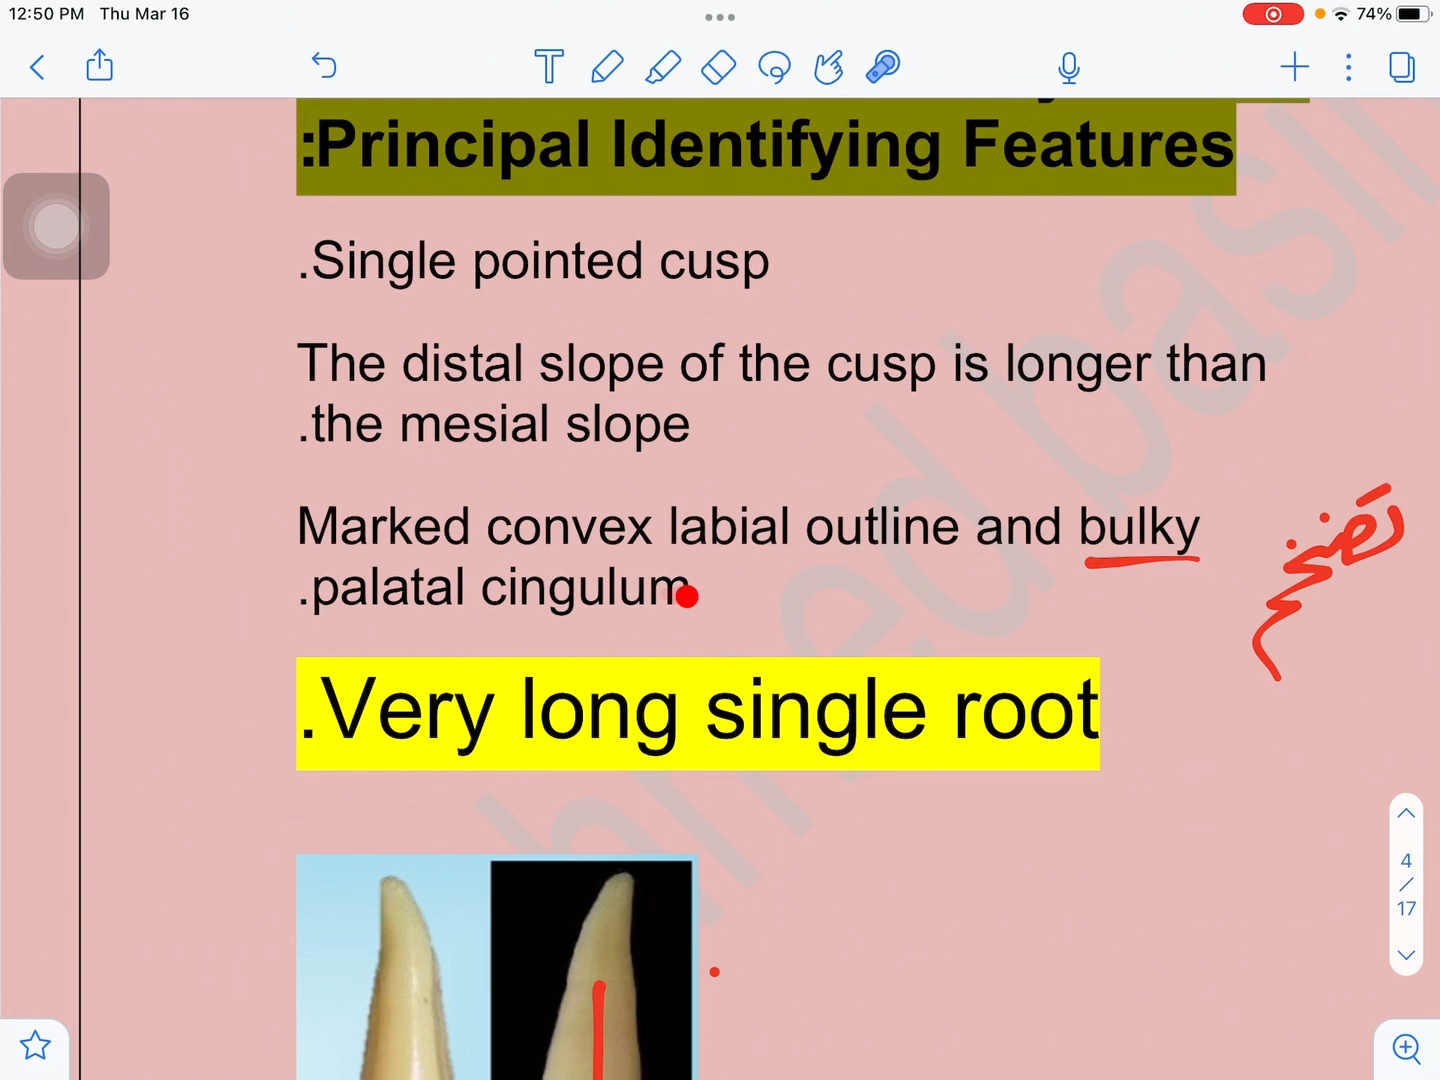 12:50 PM Thu Mar 16
74%
:Principal Identifying Features
.Single pointed cusp
The distal slope of the cusp is longer than
.the mesial slope
Marked convex labial outline and bulky
.palatal cingulum
.Very long single root
4
/
17